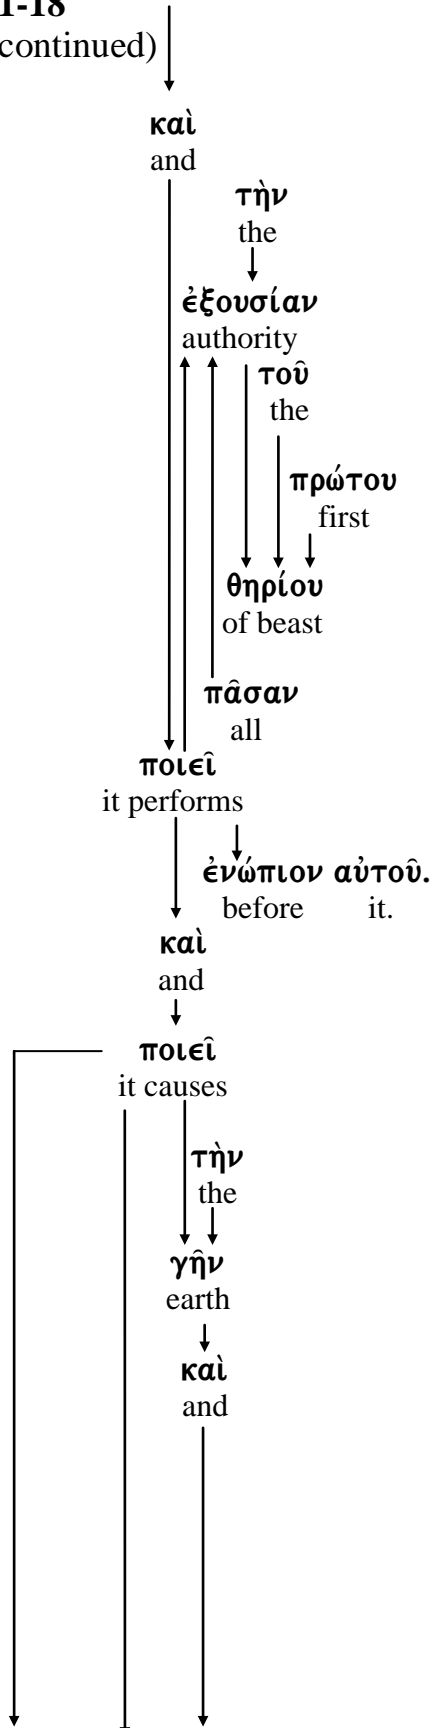 1-18
continued)
καὶ
and
τὴν
the
ἐξουσίαν
authority
τοῦ
the
πρώτου
first
θηρίου
of beast
πᾶσαν
all
ποιεῖ
it performs
ἐνώπιον αὐτοῦ.
before it.
καὶ
and
ποιεῖ
it causes
τὴν
the
γῆν
earth
καὶ
and